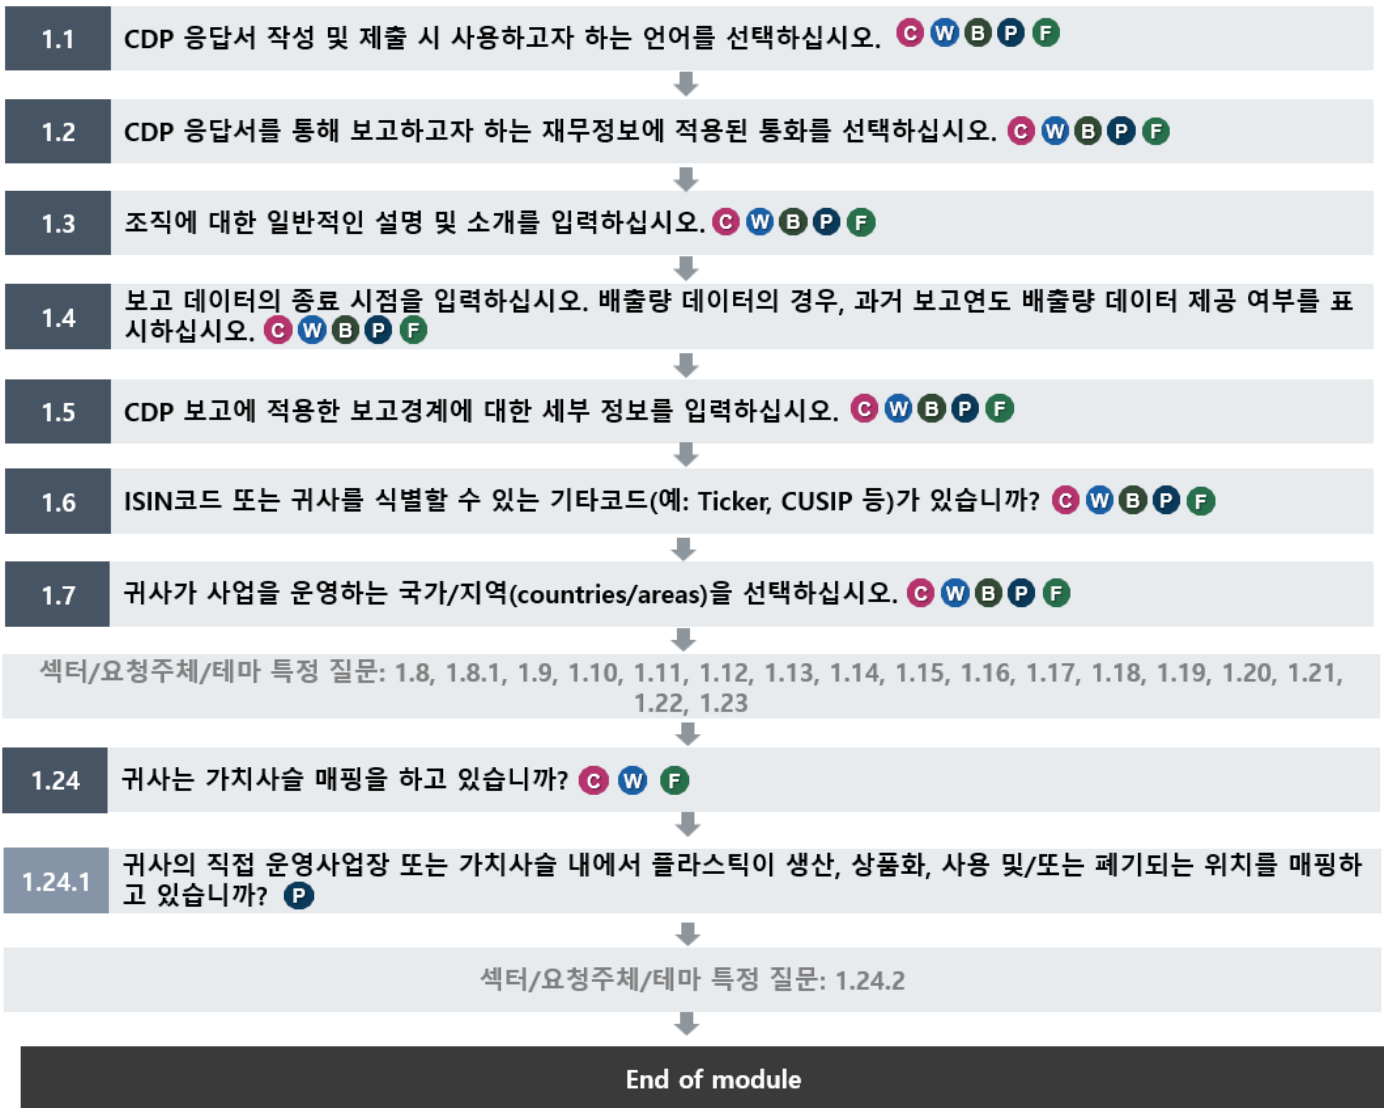 1.1 CDP 응답서 작성 및 제출 시 사용하고자 하는 언어를 선택하십시오. C W B P F
1.2 CDP 응답서를 통해 보고하고자 하는 재무정보에 적용된 통화를 선택하십시오. C W B P F
1.3 조직에 대한 일반적인 설명 및 소개를 입력하십시오. C W B P F
1.4 보고 데이터의 종료 시점을 입력하십시오. 배출량 데이터의 경우, 과거 보고연도 배출량 데이터 제공 여부를 표
시하십시오. C W B P F
1.5 CDP 보고에 적용한 보고경계에 대한 세부 정보를 입력하십시오. C W B P F
1.6 ISIN코드 또는 귀사를 식별할 수 있는 기타코드(예: Ticker, CUSIP 등)가 있습니까? C W B P F
1.7 귀사가 사업을 운영하는 국가/지역(countries/areas)을 선택하십시오. C W B P F
섹터/요청주체/테마 특정 질문: 1.8, 1.8.1, 1.9, 1.10, 1.11, 1.12, 1.13, 1.14, 1.15, 1.16, 1.17, 1.18, 1.19, 1.20, 1.21,
1.22, 1.23
1.24 귀사는 가치사슬 매핑을 하고 있습니까? C W F
1.24.1 귀사의 직접 운영사업장 또는 가치사슬 내에서 플라스틱이 생산, 상품화, 사용 및/또는 폐기되는 위치를 매핑하
고 있습니까? P
섹터/요청주체/테마 특정 질문: 1.24.2
End of module